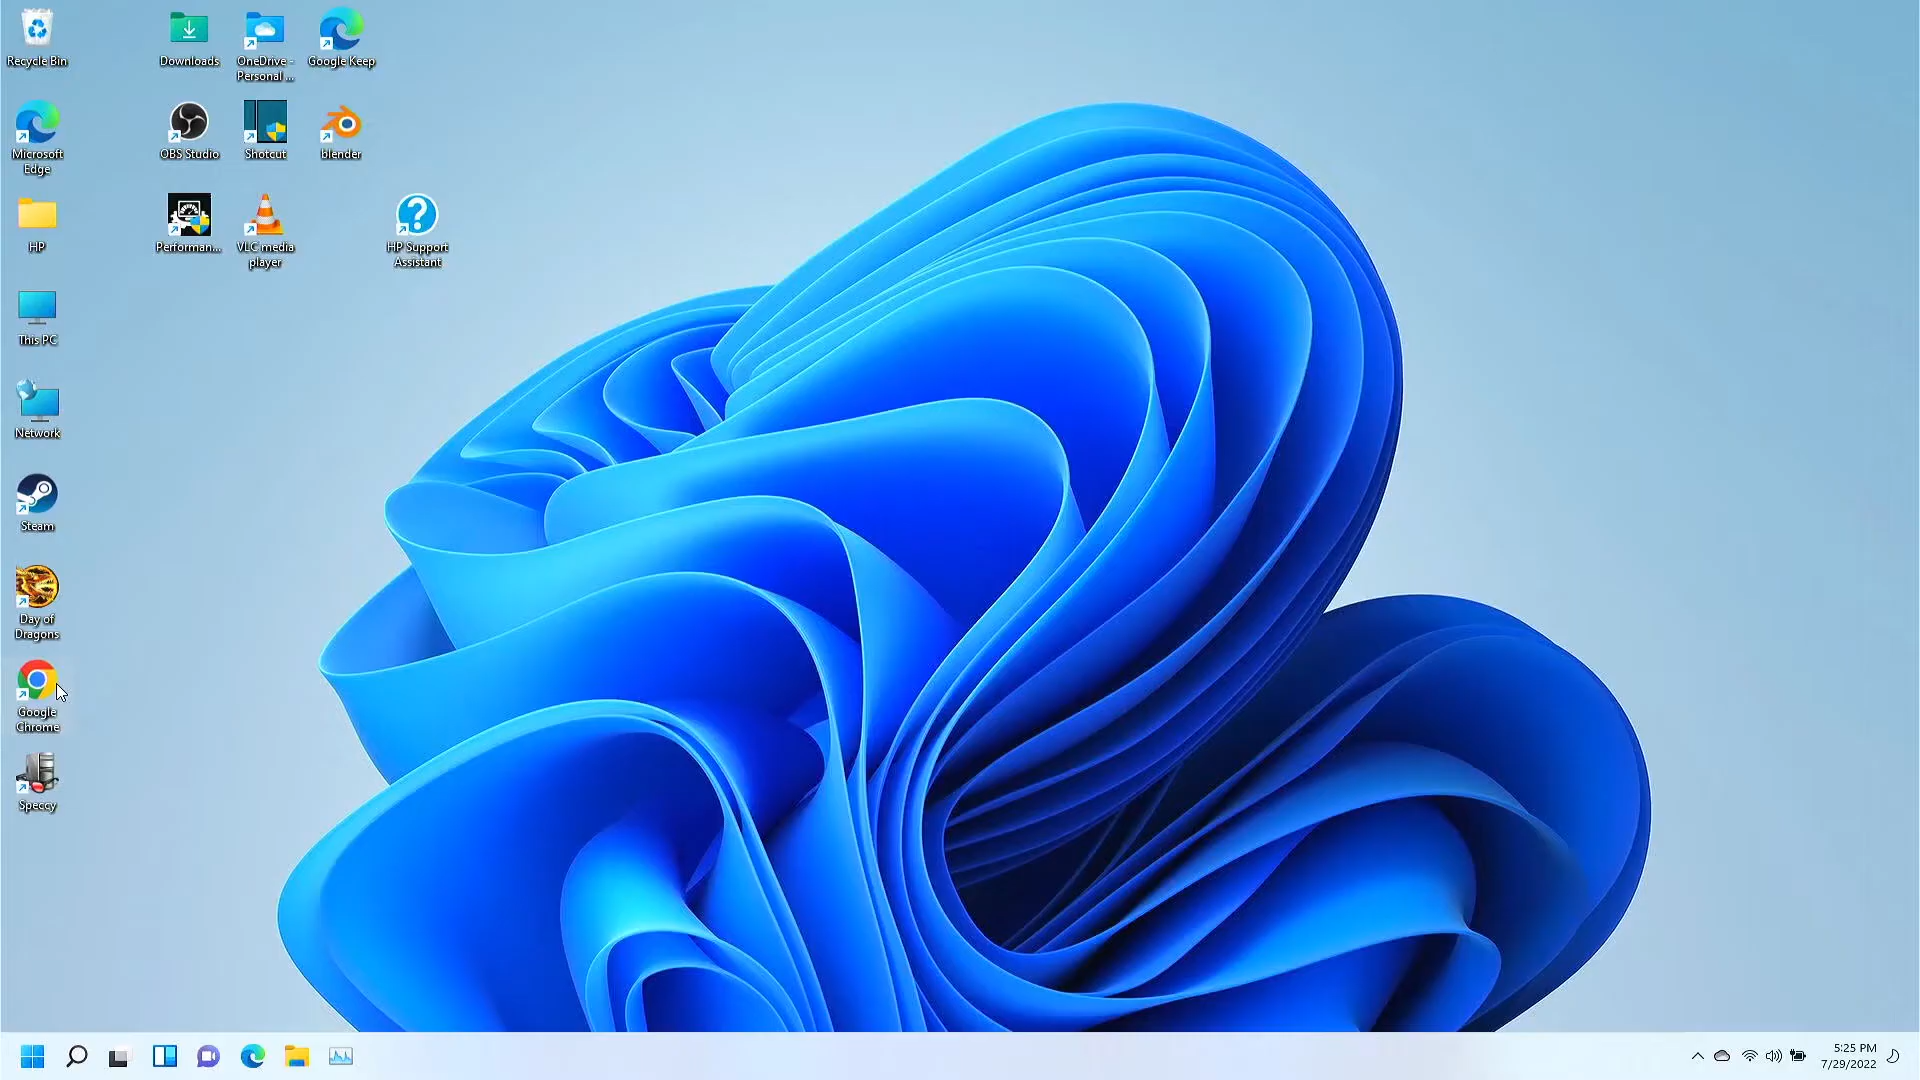 Recycle Bin
Downloads
OneDrive -
Personal ...
Google Keep
Microsoft
Edge
OBS Studio
Shotcut
blender
HP
Performan...
VLC media
player
HP Support
Assistant
This PC
Network
Steam
Day of
Dragons
Google
Chrome
Speccy
5:25 PM
7/29/2022